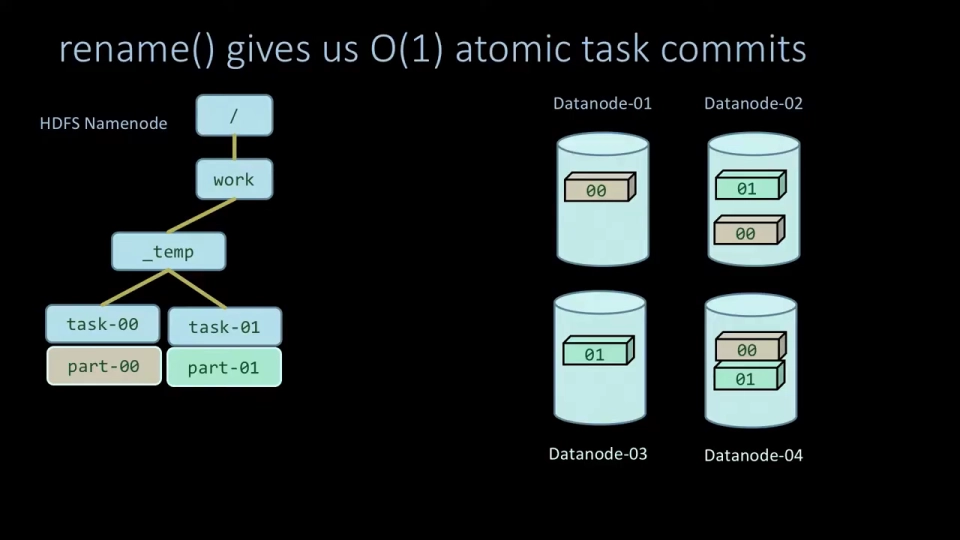 rename() gives us O(1) atomic task commits
HDFS Namenode
/
work
_temp
task-00
task-01
part-00
part-01
Datanode-01
Datanode-02
00
01
00
01
00
01
Datanode-03
Datanode-04